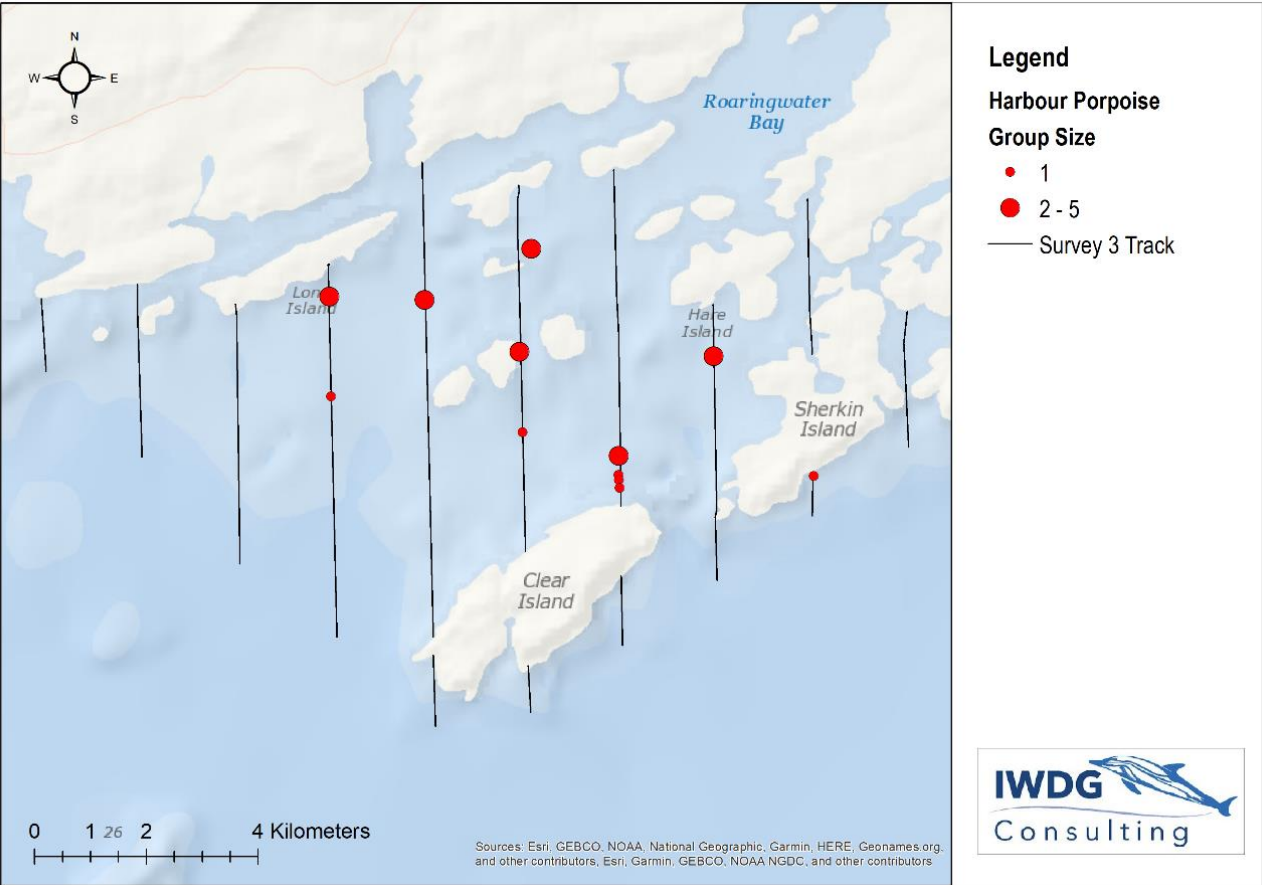 N
W E
S
Roaringwater
Bay
Long
Island
Hare
Island
Sherkin
Island
Clear
Island
0 1 26 2 4 Kilometers
Sources: Esri, GEBCO, NOAA, National Geographic, Garmin, HERE, Geonames.org,
and other contributors, Esri, Garmin, GEBCO, NOAA NGDC, and other contributors
Legend
Harbour Porpoise
Group Size
1
2 - 5
Survey 3 Track
IWDG
Consulting